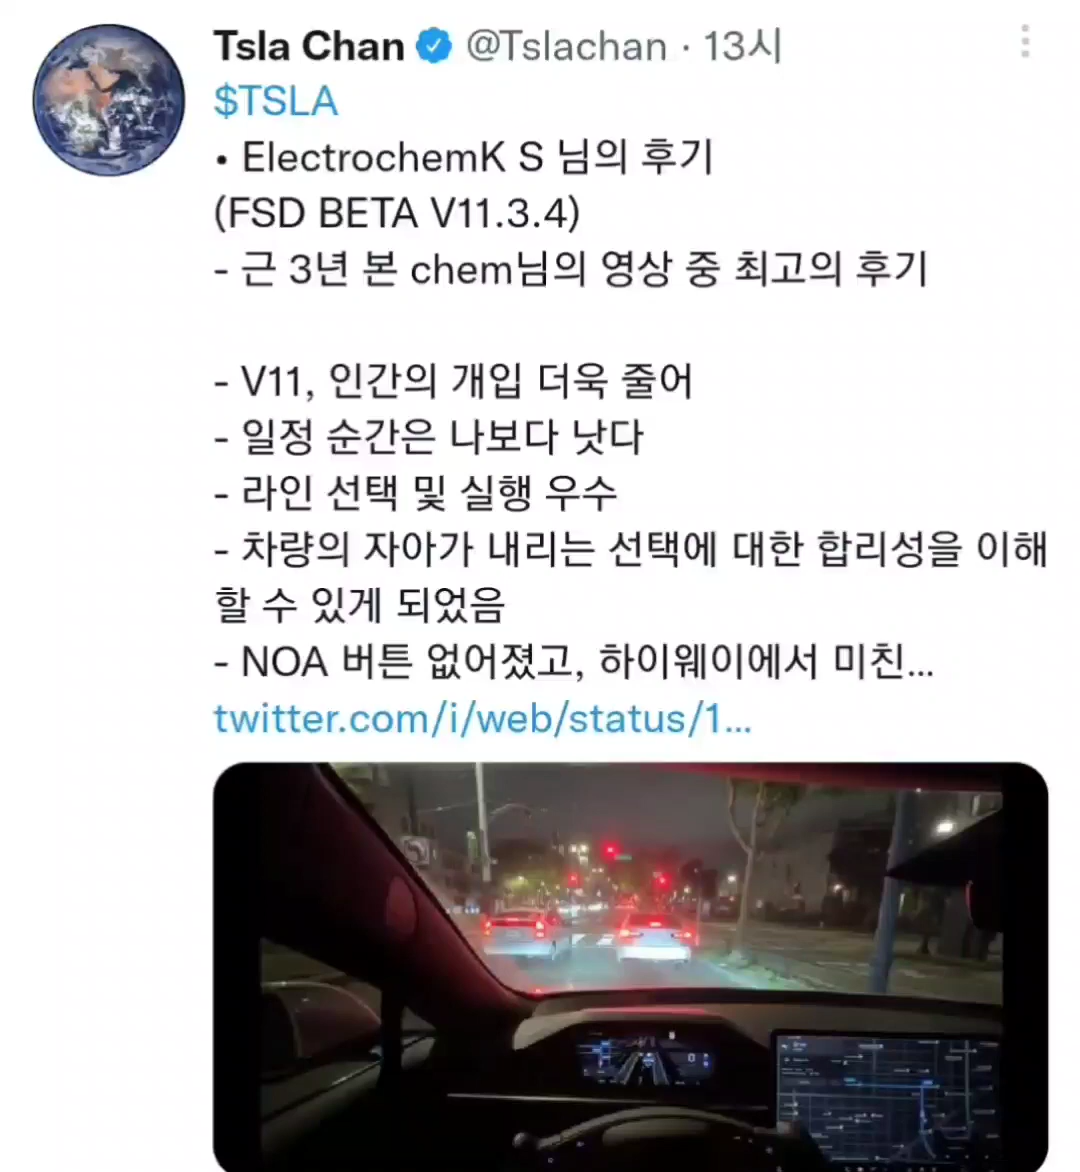 Tsla Chan @Tslachan · 13시
$TSLA
• ElectrochemK S 님의 후기
(FSD BETA V11.3.4)
- 근 3년 본 chem님의 영상 중 최고의 후기
- V11, 인간의 개입 더욱 줄어
- 일정 순간은 나보다 낫다
- 라인 선택 및 실행 우수
- 차량의 자아가 내리는 선택에 대한 합리성을 이해
할 수 있게 되었음
- NOA 버튼 없어졌고, 하이웨이에서 미친...
twitter.com/i/web/status/1...